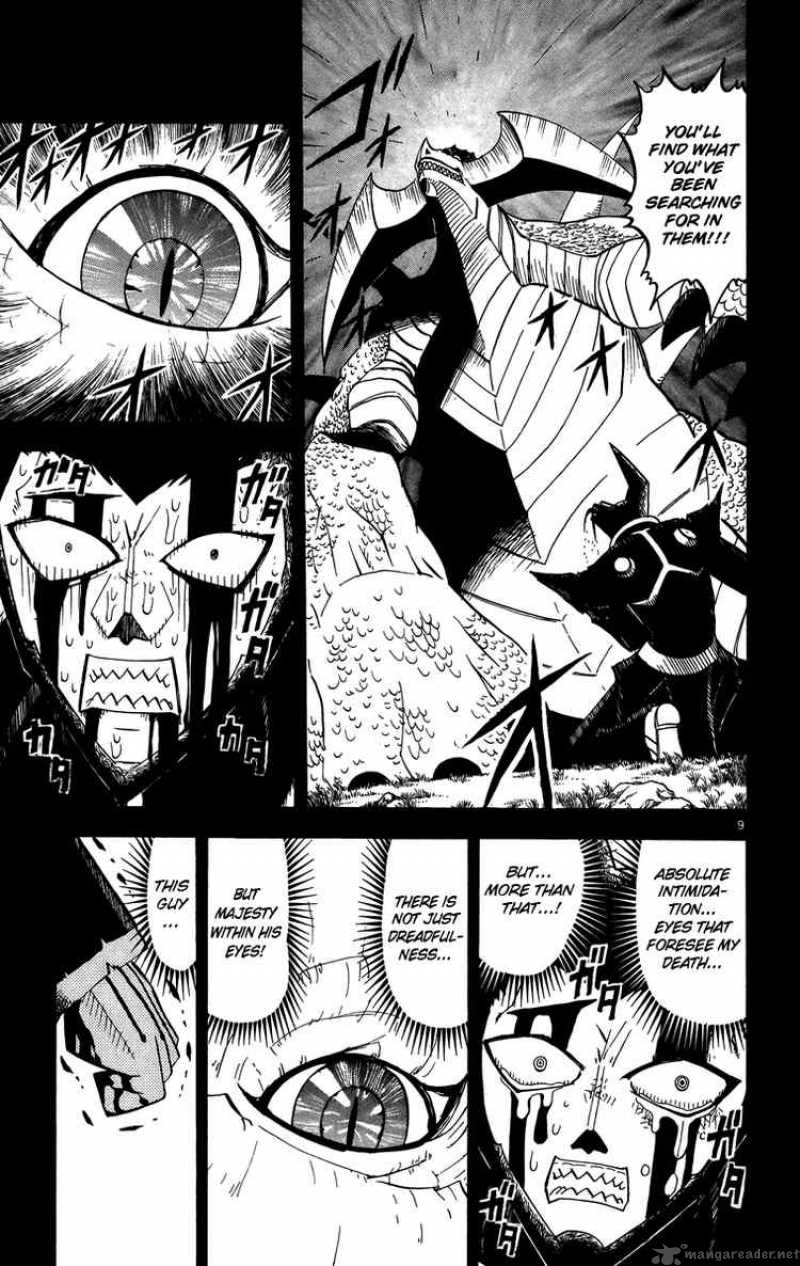 YOU'LL
FIND WHAT
YOU'VE
BEEN
SEARCHING
FOR IN
THEM!!!
ゴ
オオオ
オオ
オオ
オオ
ガタ
ガタ
ガタ
ガタ
ガタ
9
ABSOLUTE
INTIMIDA-
TION...
EYES THAT
FORESEE MY
DEATH...
BUT...
MORE THAN
THAT...!
ガタ
ガタ
ガタ
THERE IS
NOT JUST
DREADFUL-
NESS...
BUT
MAJESTY
WITHIN HIS
EYES!
THIS
GUY
...
mangareader.net